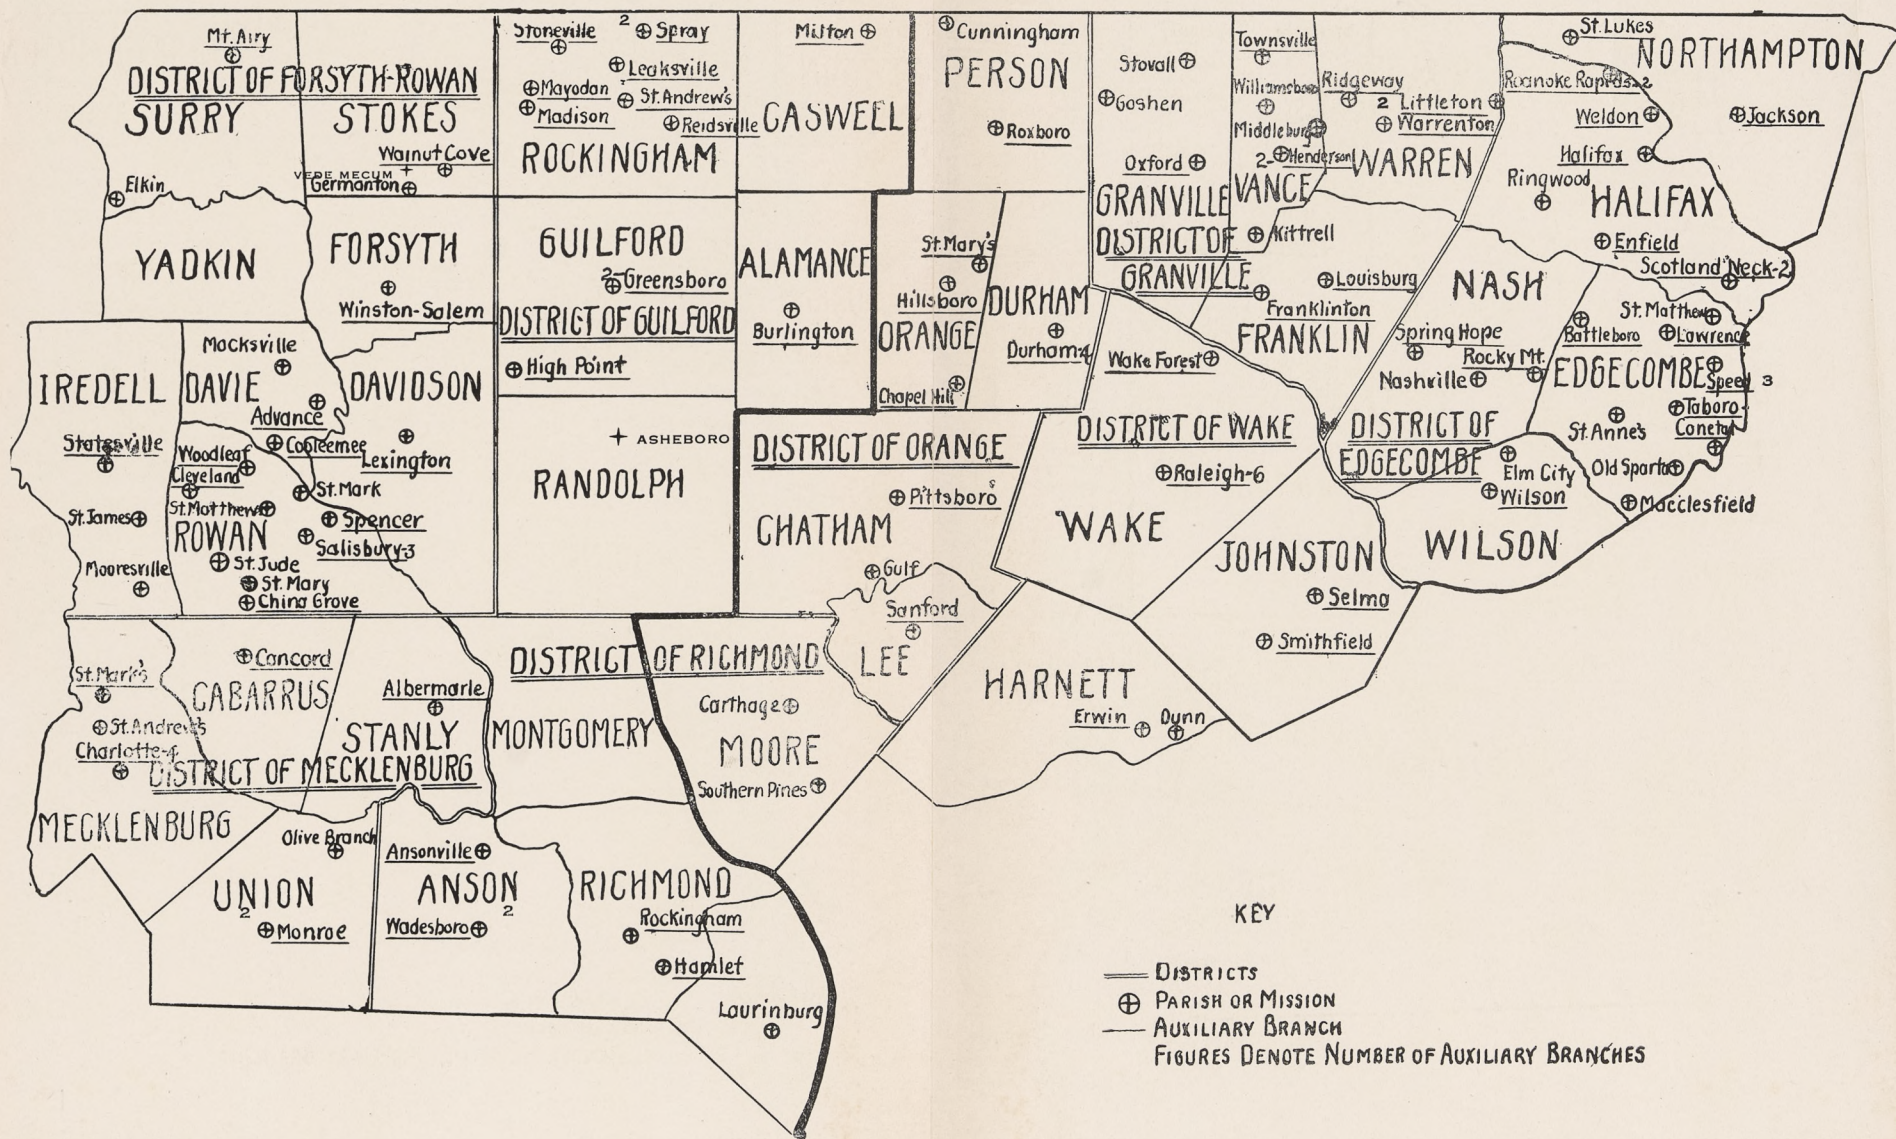 Mt. Airy
DISTRICT OF FORSYTH-ROWAN
SURRY
STOKES
Walnut Cove
VEDE MECUM
Germanton
Elkin
Stoneville
2
Spray
Leaksville
Mayodan
St. Andrew's
Madison
Reidsville
ROCKINGHAM
Milton
CASWELL
Cunningham
PERSON
Roxboro
Stovall
Goshen
Oxford
GRANVILLE
DISTRICT OF
GRANVILLE
Townsville
Williamsboro
Middleburg
2-Henderson
VANCE
Kittrell
Ridgeway
2 Littleton
Warrenton
WARREN
St. Lukes
NORTHAMPTON
Roanoke Rapids-2
Weldon
Jackson
Halifax
Ringwood
HALIFAX
Enfield
Scotland Neck-2
YADKIN
FORSYTH
Winston-Salem
GUILFORD
2-Greensboro
DISTRICT OF GUILFORD
High Point
ALAMANCE
Burlington
St. Mary's
Hillsboro
ORANGE
Chapel Hill
DURHAM
Durham-4
Louisburg
Franklinton
FRANKLIN
Wake Forest
NASH
Spring Hope
Rocky Mt.
Nashville
St. Matthew
Battleboro
Lawrence
EDGECOMBE
Speed 3
Taboro
Coneta
St. Anne's
Old Sparta
Macclesfield
IREDELL
Statesville
St. James
Mooresville
Mocksville
DAVIE
Advance
Cooleemee
DAVIDSON
Lexington
Woodleaf
Cleveland
St. Mark
St. Matthew
Spencer
ROWAN
Salisbury-3
St. Jude
St. Mary
China Grove
ASHEBORO
RANDOLPH
DISTRICT OF ORANGE
Pittsboro
s
CHATHAM
Gulf
Sanford
LEE
DISTRICT OF WAKE
Raleigh-6
WAKE
DISTRICT OF
EDGECOMBE
Elm City
Wilson
WILSON
JOHNSTON
Selma
Smithfield
HARNETT
Erwin
Dunn
St. Mark's
Concord
CABARRUS
St. Andrew's
Charlotte-4
DISTRICT OF MECKLENBURG
MECKLENBURG
Albermarle
STANLY
DISTRICT OF RICHMOND
MONTGOMERY
Carthage
MOORE
Southern Pines
Olive Branch
UNION
2
Monroe
Ansonville
ANSON
2
Wadesboro
RICHMOND
Rockingham
Hamlet
Laurinburg
KEY
DISTRICTS
PARISH OR MISSION
AUXILIARY BRANCH
FIGURES DENOTE NUMBER OF AUXILIARY BRANCHES